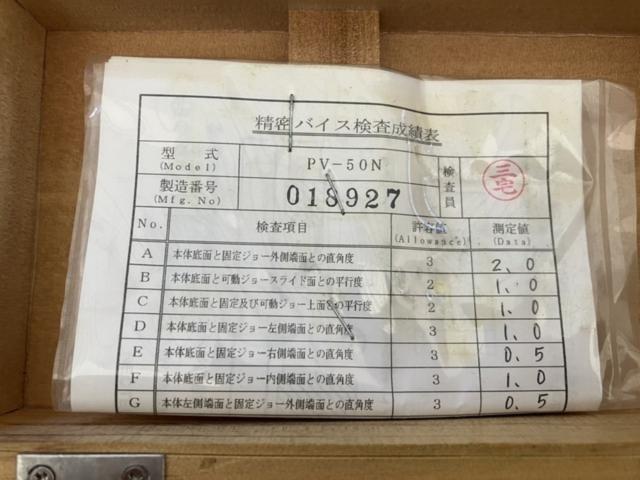 精密バイス検査成績表
型式 (Model) PV-50N 検査員 三宅
製造番号 (Mfg.No) 018927
No. 検査項目 許容値 (Allowance) 測定値 (Data)
A 本体底面と固定ジョー外側端面との直角度 3 2、0
B 本体底面と可動ジョースライド面との平行度 2 1、0
C 本体底面と固定及び可動ジョー上面との平行度 2 1、0
D 本体底面と固定ジョー左側端面との直角度 3 1、0
E 本体底面と固定ジョー右側端面との直角度 3 0、5
F 本体底面と固定ジョー内側端面との直角度 3 1、0
G 本体左側端面と固定ジョー外側端面との直角度 3 0、5